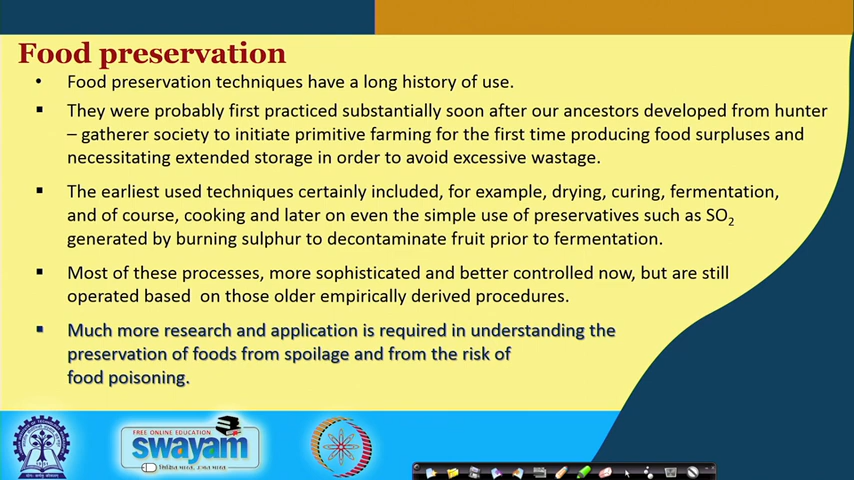 Food preservation
• Food preservation techniques have a long history of use.
▪ They were probably first practiced substantially soon after our ancestors developed from hunter
– gatherer society to initiate primitive farming for the first time producing food surpluses and
necessitating extended storage in order to avoid excessive wastage.
▪ The earliest used techniques certainly included, for example, drying, curing, fermentation,
and of course, cooking and later on even the simple use of preservatives such as SO₂
generated by burning sulphur to decontaminate fruit prior to fermentation.
▪ Most of these processes, more sophisticated and better controlled now, but are still
operated based on those older empirically derived procedures.
▪ Much more research and application is required in understanding the
preservation of foods from spoilage and from the risk of
food poisoning.
FREE ONLINE EDUCATION
swayam